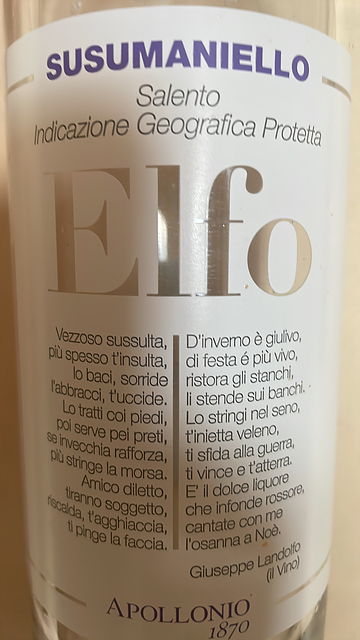 SUSUMANIELLO
Salento
Indicazione Geografica Protetta
Elfo
Vezzoso sussulta,
più spesso t'insulta,
lo baci, sorride
l'abbracci, t'uccide.
Lo tratti coi piedi,
poi serve pei preti,
se invecchia rafforza,
più stringe la morsa.
Amico diletto,
tiranno soggetto,
riscalda, t'agghiaccia,
ti pinge la faccia.
D'inverno è giulivo,
di festa é più vivo,
ristora gli stanchi,
li stende sui banchi.
Lo stringi nel seno,
t'inietta veleno,
ti sfida alla guerra,
ti vince e t'atterra.
E' il dolce liquore
che infonde rossore,
cantate con me
l'osanna a Noè.
Giuseppe Landolfo
(il Vino)
APOLLONIO
1870